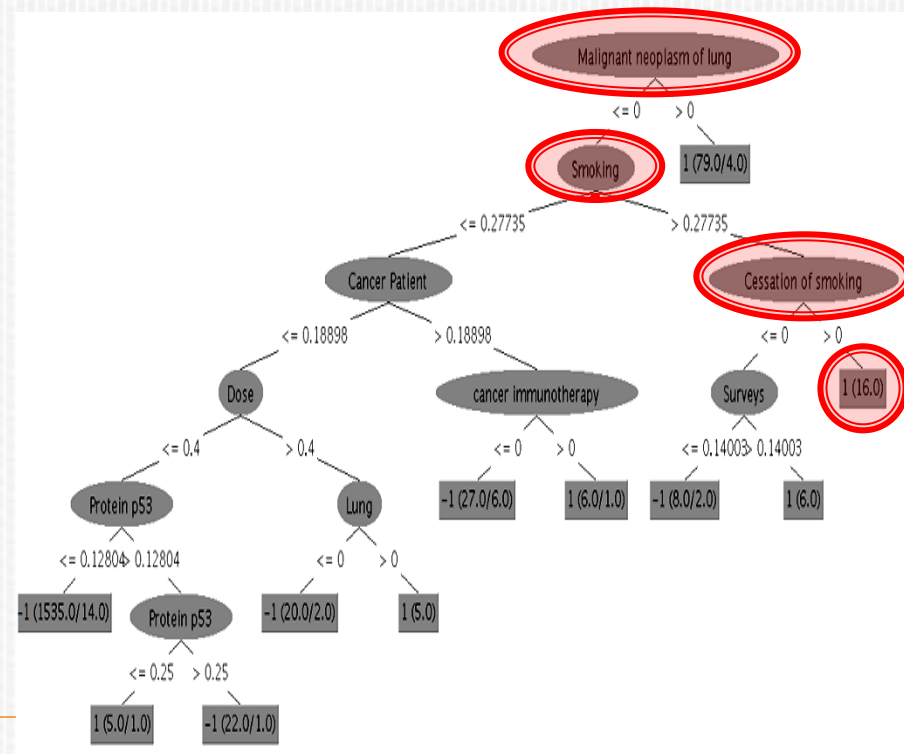 Malignant neoplasm of lung
<= 0 > 0
Smoking 1 (79.0/4.0)
<= 0.27735 > 0.27735
Cancer Patient Cessation of smoking
<= 0.18898 > 0.18898 <= 0 > 0
Dose cancer immunotherapy Surveys 1 (16.0)
<= 0.4 > 0.4 <= 0 > 0 <= 0.14003 > 0.14003
Protein p53 Lung -1 (27.0/6.0) 1 (6.0/1.0) -1 (8.0/2.0) 1 (6.0)
<= 0.12804 > 0.12804 <= 0 > 0
-1 (1535.0/14.0) Protein p53 -1 (20.0/2.0) 1 (5.0)
<= 0.25 > 0.25
1 (5.0/1.0) -1 (22.0/1.0)